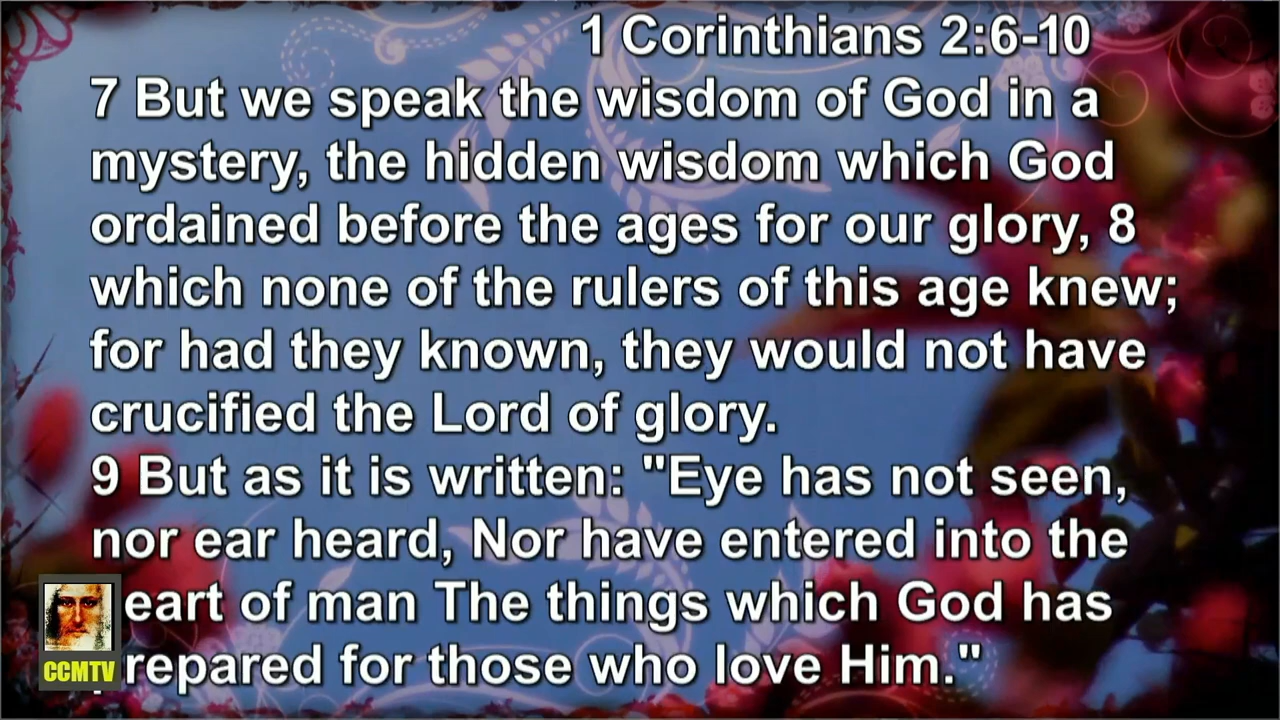 1 Corinthians 2:6-10
7 But we speak the wisdom of God in a
mystery, the hidden wisdom which God
ordained before the ages for our glory, 8
which none of the rulers of this age knew;
for had they known, they would not have
crucified the Lord of glory.
9 But as it is written: "Eye has not seen,
nor ear heard, Nor have entered into the
eart of man The things which God has
repared for those who love Him."
CCMTV